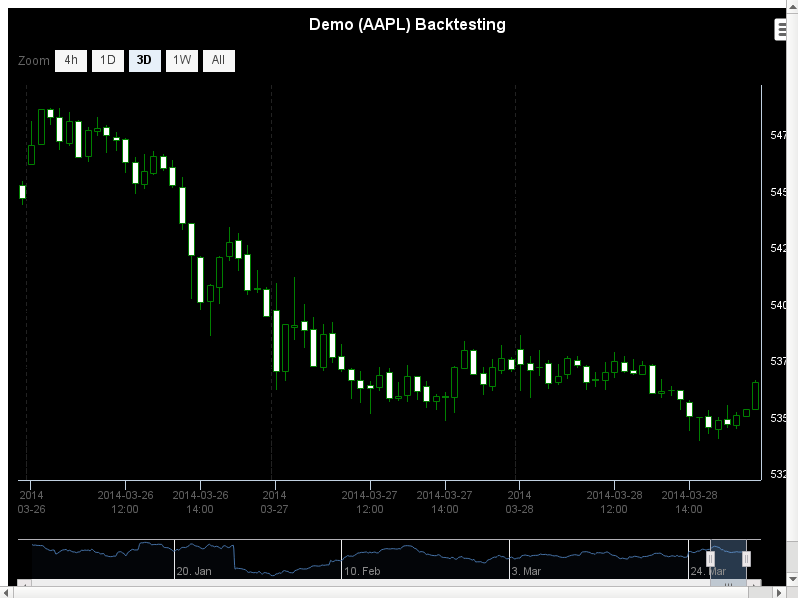 Demo (AAPL) Backtesting
Zoom 4h 1D 3D 1W All
547
545
542
540
537
535
532
2014 2014-03-26 2014-03-26 2014 2014-03-27 2014-03-27 2014 2014-03-28 2014-03-28
03-26 12:00 14:00 03-27 12:00 14:00 03-28 12:00 14:00
20. Jan 10. Feb 3. Mar 24. Mar